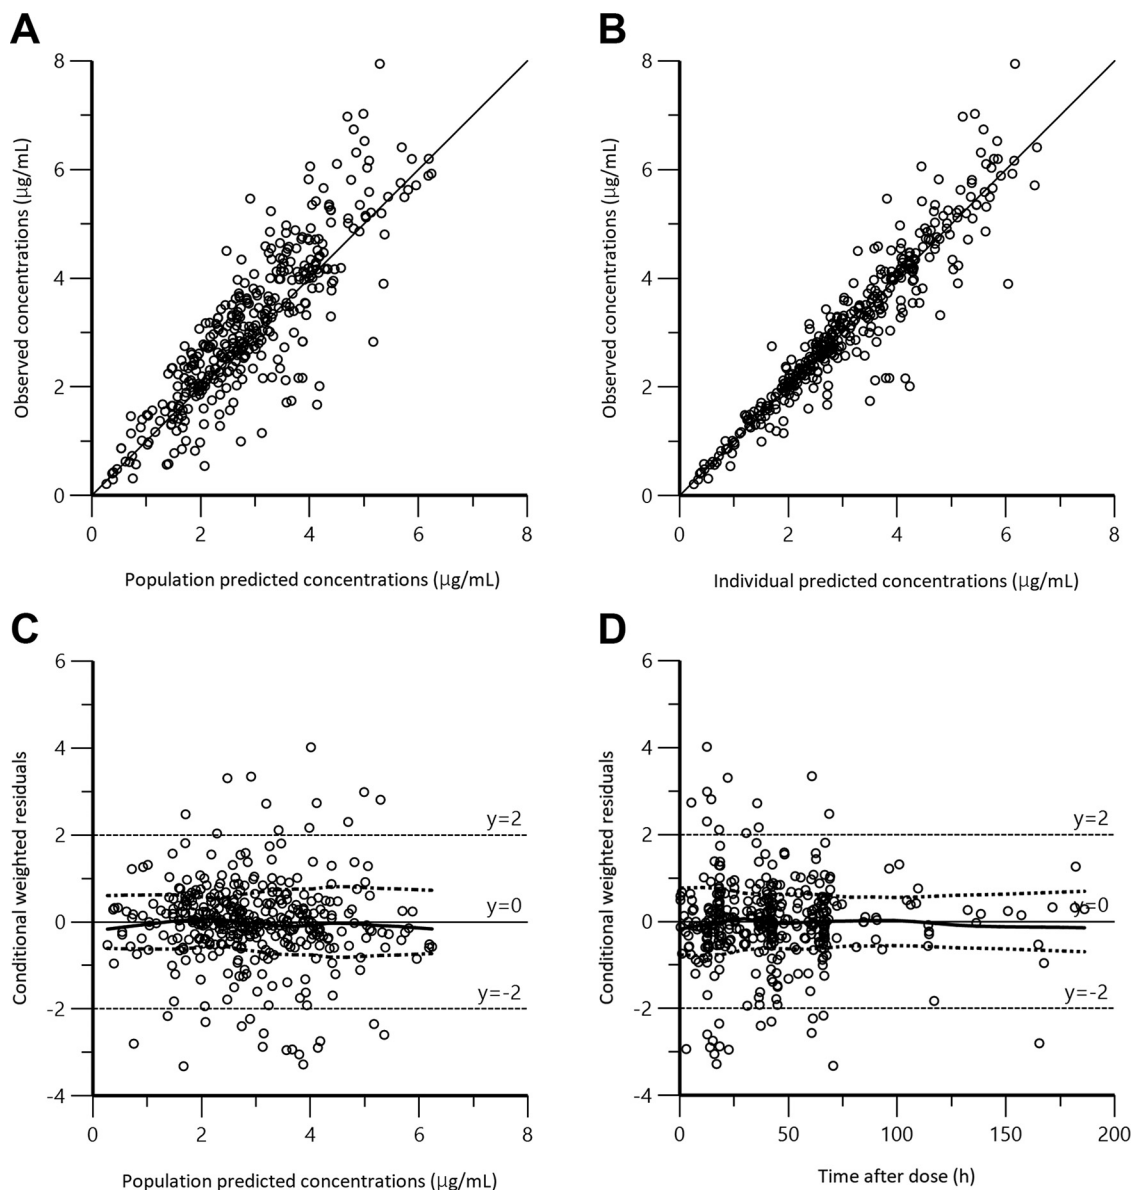 A
B
8
6
4
2
0
Observed concentrations (μg/mL)
0 2 4 6 8
Population predicted concentrations (μg/mL)
8
6
4
2
0
Observed concentrations (μg/mL)
0 2 4 6 8
Individual predicted concentrations (μg/mL)
C
D
6
4
2
0
-2
-4
Conditional weighted residuals
y=2
y=0
y=-2
0 2 4 6 8
Population predicted concentrations (μg/mL)
6
4
2
0
-2
-4
Conditional weighted residuals
y=2
y=0
y=-2
0 50 100 150 200
Time after dose (h)